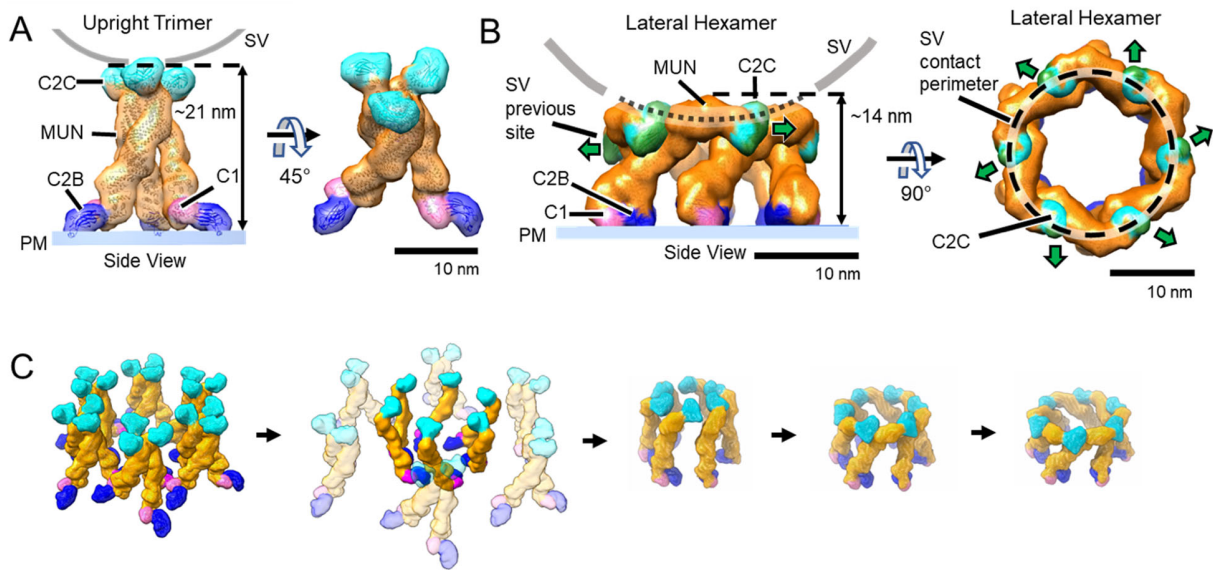 A
Upright Trimer
SV
C2C
~21 nm
MUN
C2B
C1
PM
Side View
45°
10 nm
B
Lateral Hexamer
MUN
C2C
SV
SV
previous
site
~14 nm
C2B
C1
PM
Side View
10 nm
90°
Lateral Hexamer
SV
contact
perimeter
C2C
10 nm
C